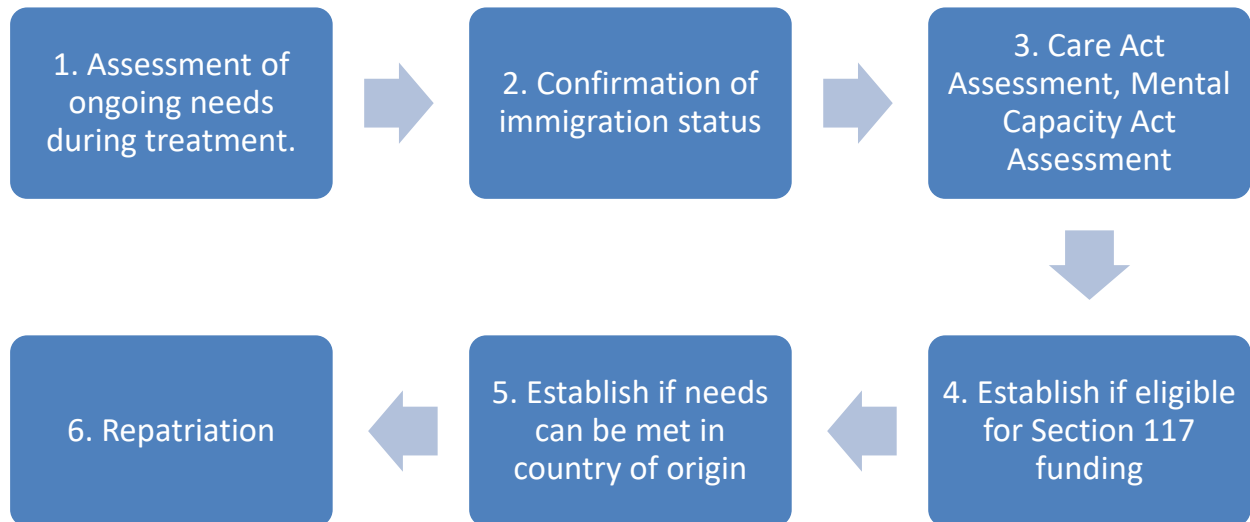 1. Assessment of
ongoing needs
during treatment.
2. Confirmation of
immigration status
3. Care Act
Assessment, Mental
Capacity Act
Assessment
4. Establish if eligible
for Section 117
funding
5. Establish if needs
can be met in
country of origin
6. Repatriation